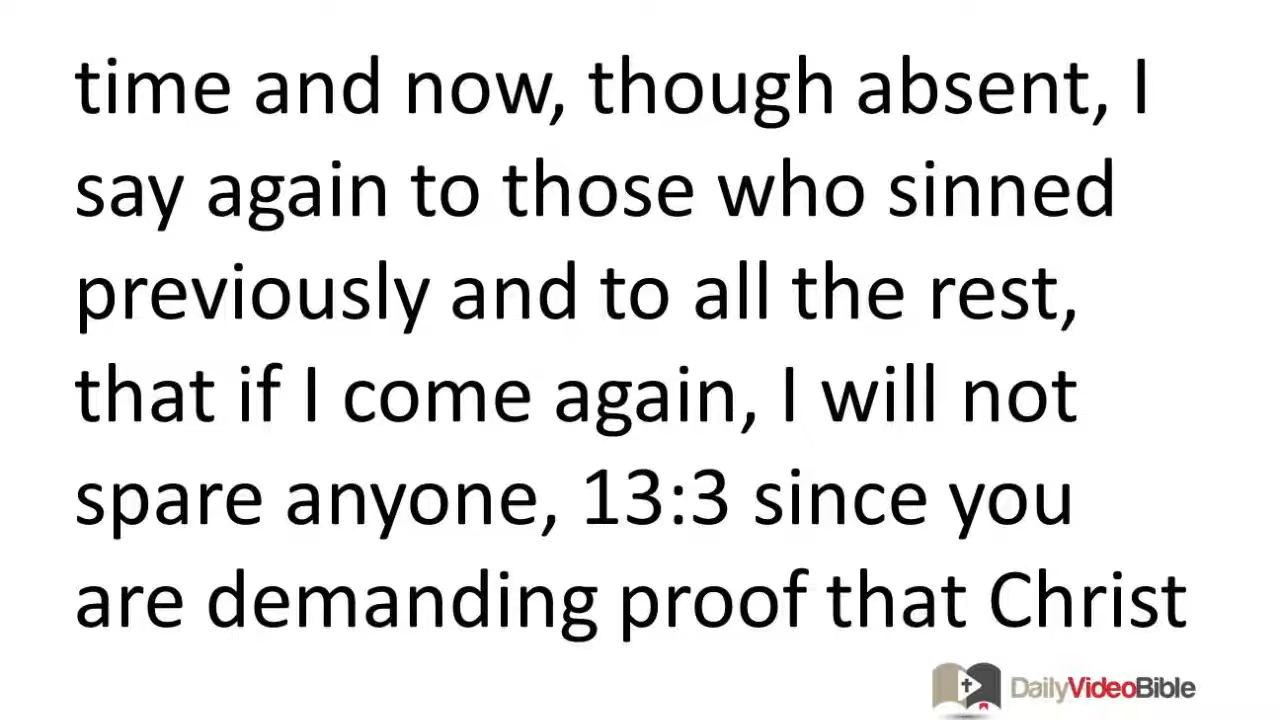 time and now, though absent, I
say again to those who sinned
previously and to all the rest,
that if I come again, I will not
spare anyone, 13:3 since you
are demanding proof that Christ
DailyVideoBible